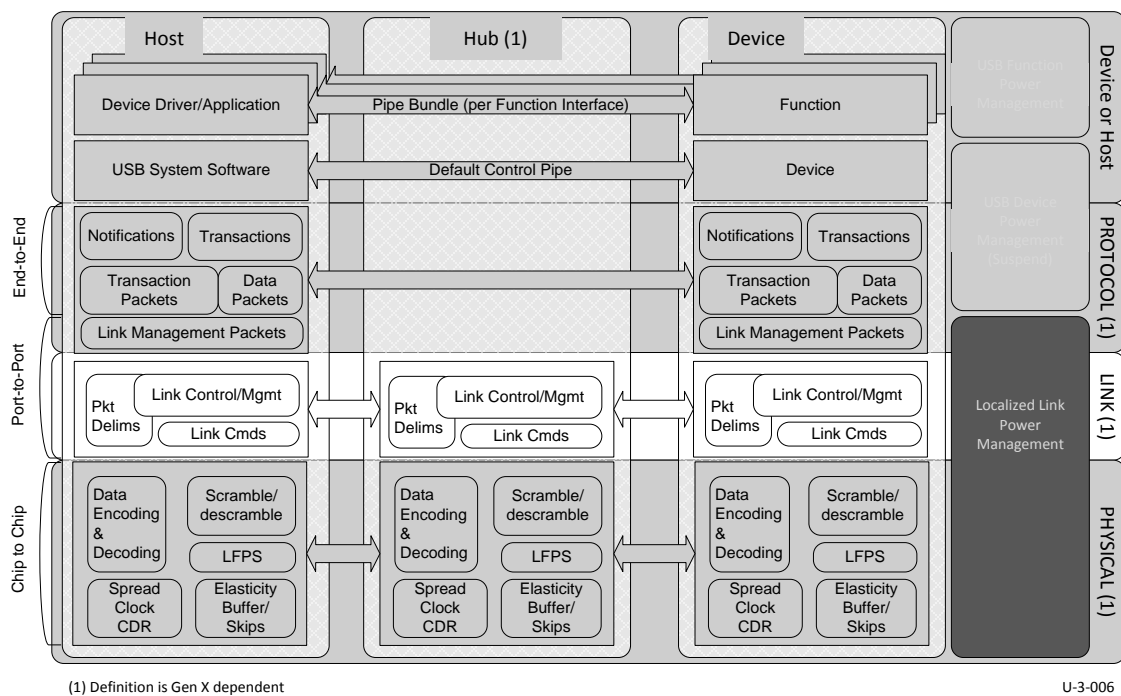 Host
Hub (1)
Device
Device Driver/Application
Pipe Bundle (per Function Interface)
Function
USB Function
Power
Management
Device or Host
USB System Software
Default Control Pipe
Device
USB Device
Power
Management
(Suspend)
End-to-End
Notifications
Transactions
Transaction
Packets
Data
Packets
Link Management Packets
Notifications
Transactions
Transaction
Packets
Data
Packets
Link Management Packets
PROTOCOL (1)
Port-to-Port
Pkt
Delims
Link Control/Mgmt
Link Cmds
Pkt
Delims
Link Control/Mgmt
Link Cmds
Pkt
Delims
Link Control/Mgmt
Link Cmds
Localized Link
Power
Management
LINK (1)
Chip to Chip
Data
Encoding
&
Decoding
Scramble/
descramble
LFPS
Spread
Clock
CDR
Elasticity
Buffer/
Skips
Data
Encoding
&
Decoding
Scramble/
descramble
LFPS
Spread
Clock
CDR
Elasticity
Buffer/
Skips
Data
Encoding
&
Decoding
Scramble/
descramble
LFPS
Spread
Clock
CDR
Elasticity
Buffer/
Skips
PHYSICAL (1)
(1) Definition is Gen X dependent
U-3-006